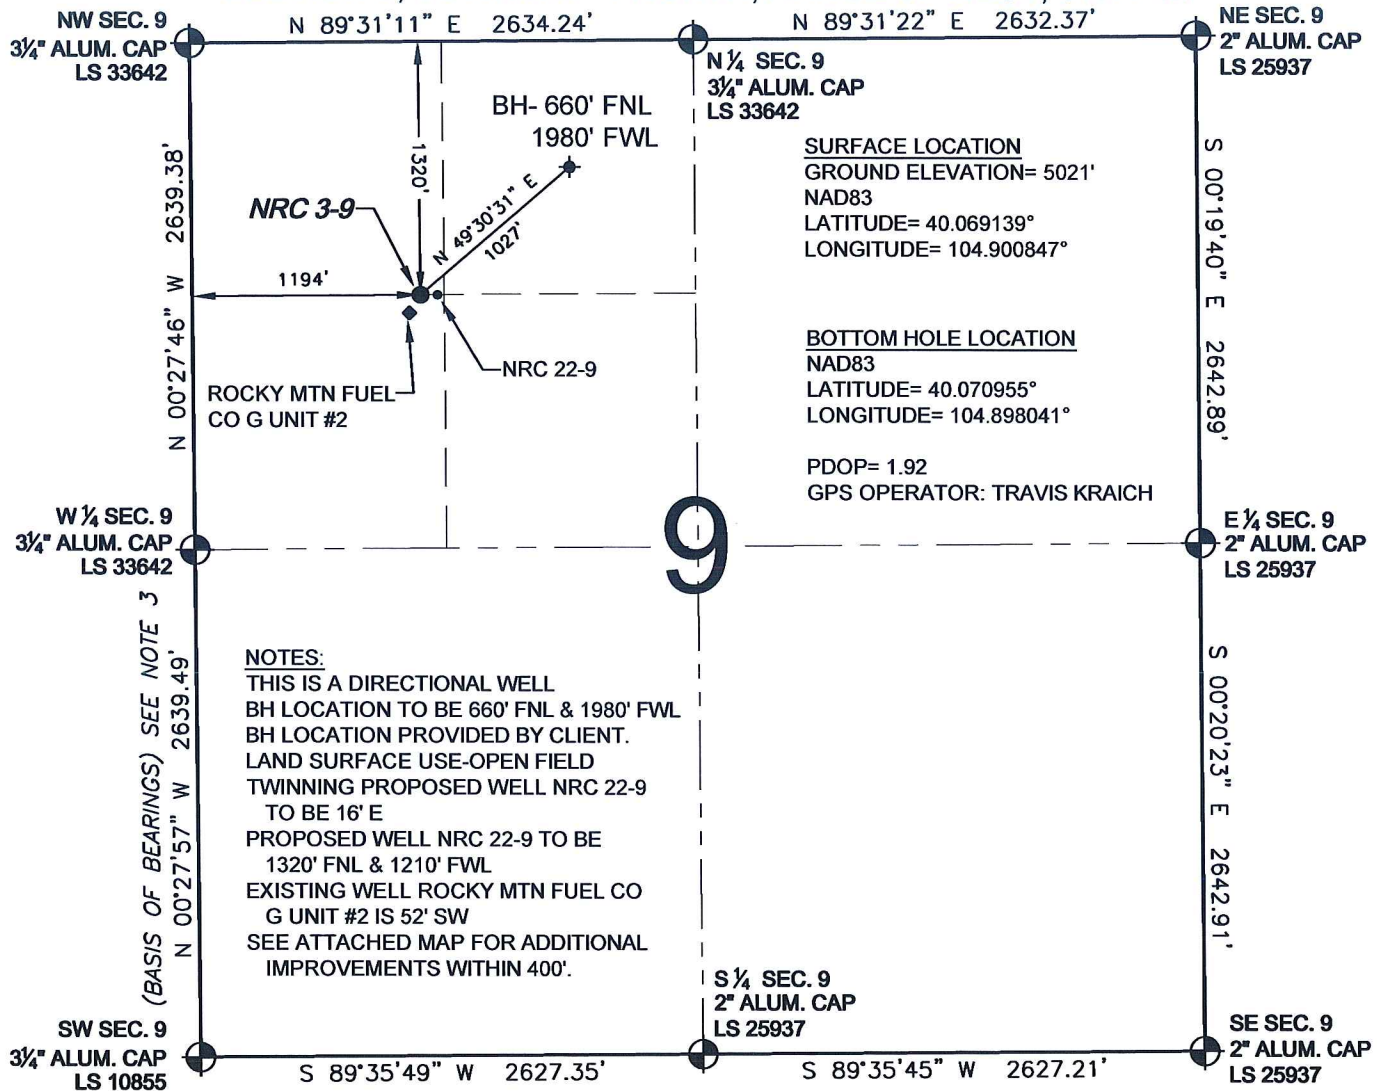 NW SEC. 9
3¼" ALUM. CAP
LS 33642
N 89°31'11" E 2634.24'
N 89°31'22" E 2632.37'
NE SEC. 9
2" ALUM. CAP
LS 25937
N ¼ SEC. 9
3¼" ALUM. CAP
LS 33642
BH- 660' FNL
1980' FWL
1320'
NRC 3-9
N 49°30'31" E
1027'
1194'
NRC 22-9
ROCKY MTN FUEL
CO G UNIT #2
N 00°27'46" W 2639.38'
SURFACE LOCATION
GROUND ELEVATION= 5021'
NAD83
LATITUDE= 40.069139°
LONGITUDE= 104.900847°
BOTTOM HOLE LOCATION
NAD83
LATITUDE= 40.070955°
LONGITUDE= 104.898041°
PDOP= 1.92
GPS OPERATOR: TRAVIS KRAICH
S 00°19'40" E 2642.89'
W ¼ SEC. 9
3¼" ALUM. CAP
LS 33642
9
E ¼ SEC. 9
2" ALUM. CAP
LS 25937
(BASIS OF BEARINGS) SEE NOTE 3
N 00°27'57" W 2639.49'
NOTES:
THIS IS A DIRECTIONAL WELL
BH LOCATION TO BE 660' FNL & 1980' FWL
BH LOCATION PROVIDED BY CLIENT.
LAND SURFACE USE-OPEN FIELD
TWINNING PROPOSED WELL NRC 22-9
TO BE 16' E
PROPOSED WELL NRC 22-9 TO BE
1320' FNL & 1210' FWL
EXISTING WELL ROCKY MTN FUEL CO
G UNIT #2 IS 52' SW
SEE ATTACHED MAP FOR ADDITIONAL
IMPROVEMENTS WITHIN 400'.
S 00°20'23" E 2642.91'
S ¼ SEC. 9
2" ALUM. CAP
LS 25937
SW SEC. 9
3¼" ALUM. CAP
LS 10855
S 89°35'49" W 2627.35'
S 89°35'45" W 2627.21'
SE SEC. 9
2" ALUM. CAP
LS 25937